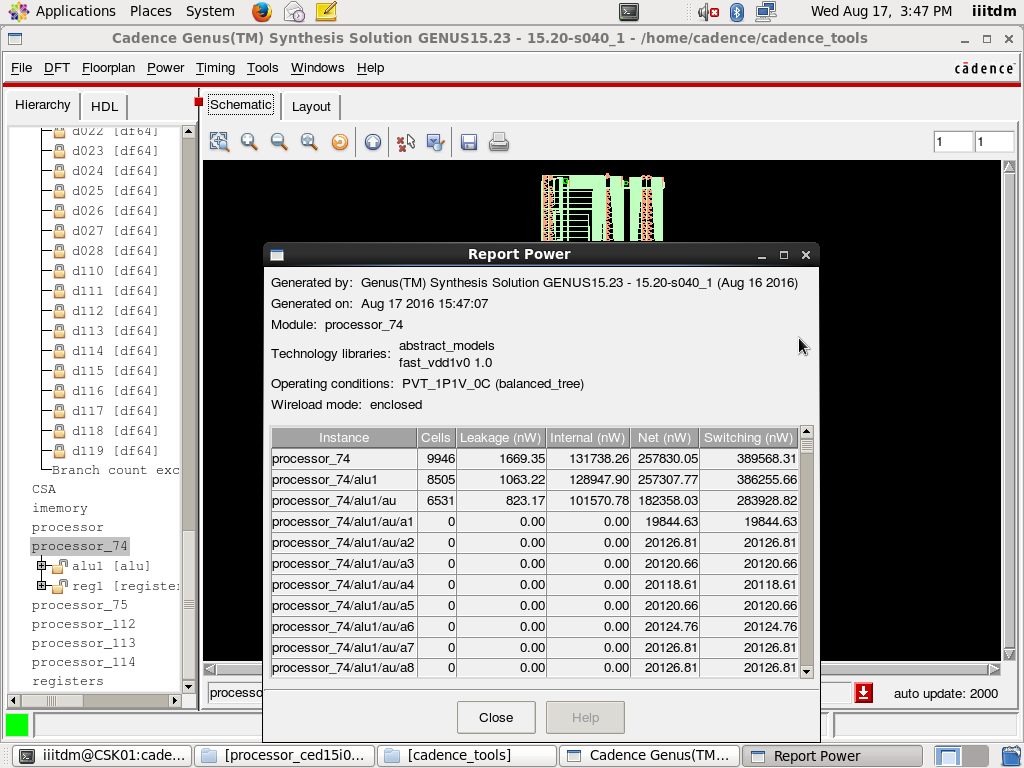 Applications Places System Wed Aug 17, 3:47 PM iiitdm
Cadence Genus(TM) Synthesis Solution GENUS15.23 - 15.20-s040_1 - /home/cadence/cadence_tools
File DFT Floorplan Power Timing Tools Windows Help cādence
Hierarchy HDL
Schematic Layout
1 1
d022 [df64]
d023 [df64]
d024 [df64]
d025 [df64]
d026 [df64]
d027 [df64]
d028 [df64]
d110 [df64]
d111 [df64]
d112 [df64]
d113 [df64]
d114 [df64]
d115 [df64]
d116 [df64]
d117 [df64]
d118 [df64]
d119 [df64]
Branch count exc
CSA
imemory
processor
processor_74
alu1 [alu]
reg1 [register
processor_75
processor_112
processor_113
processor_114
registers
Report Power
Generated by: Genus(TM) Synthesis Solution GENUS15.23 - 15.20-s040_1 (Aug 16 2016)
Generated on: Aug 17 2016 15:47:07
Module: processor_74
Technology libraries: abstract_models
fast_vdd1v0 1.0
Operating conditions: PVT_1P1V_0C (balanced_tree)
Wireload mode: enclosed
Instance Cells Leakage (nW) Internal (nW) Net (nW) Switching (nW)
processor_74 9946 1669.35 131738.26 257830.05 389568.31
processor_74/alu1 8505 1063.22 128947.90 257307.77 386255.66
processor_74/alu1/au 6531 823.17 101570.78 182358.03 283928.82
processor_74/alu1/au/a1 0 0.00 0.00 19844.63 19844.63
processor_74/alu1/au/a2 0 0.00 0.00 20126.81 20126.81
processor_74/alu1/au/a3 0 0.00 0.00 20120.66 20120.66
processor_74/alu1/au/a4 0 0.00 0.00 20118.61 20118.61
processor_74/alu1/au/a5 0 0.00 0.00 20120.66 20120.66
processor_74/alu1/au/a6 0 0.00 0.00 20124.76 20124.76
processor_74/alu1/au/a7 0 0.00 0.00 20126.81 20126.81
processor_74/alu1/au/a8 0 0.00 0.00 20126.81 20126.81
Close Help
processo
auto update: 2000
iiitdm@CSK01:cade... [processor_ced15i0... [cadence_tools] Cadence Genus(TM... Report Power